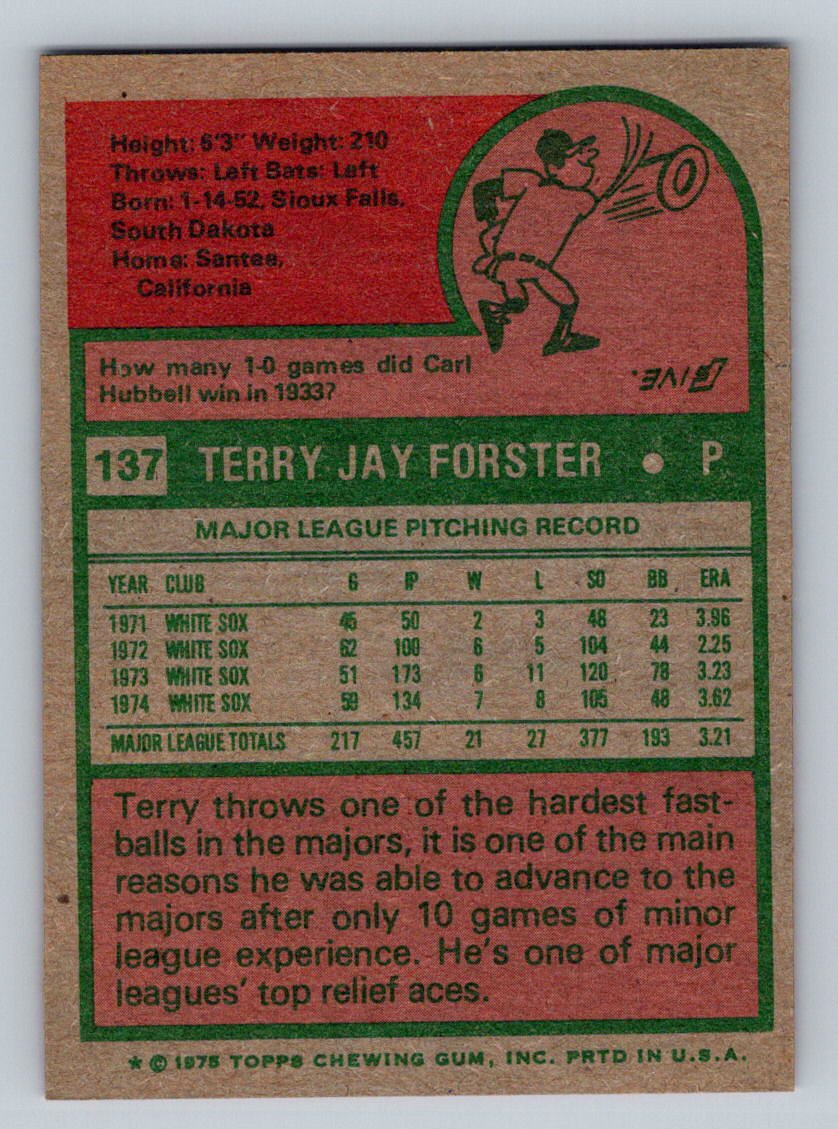 Height: 6'3" Weight: 210
Throws: Left Bats: Left
Born: 1-14-52, Sioux Falls,
South Dakota
Home: Santee,
California
How many 1-0 games did Carl
Hubbell win in 1933?
FIVE.
137 TERRY JAY FORSTER • P
MAJOR LEAGUE PITCHING RECORD
YEAR CLUB G IP W L SO BB ERA
1971 WHITE SOX 45 50 2 3 48 23 3.96
1972 WHITE SOX 62 100 6 5 104 44 2.25
1973 WHITE SOX 51 173 6 11 120 78 3.23
1974 WHITE SOX 59 134 7 8 105 48 3.62
MAJOR LEAGUE TOTALS 217 457 21 27 377 193 3.21
Terry throws one of the hardest fast-
balls in the majors, it is one of the main
reasons he was able to advance to the
majors after only 10 games of minor
league experience. He's one of major
leagues' top relief aces.
* © 1975 TOPPS CHEWING GUM, INC. PRTD IN U.S.A.